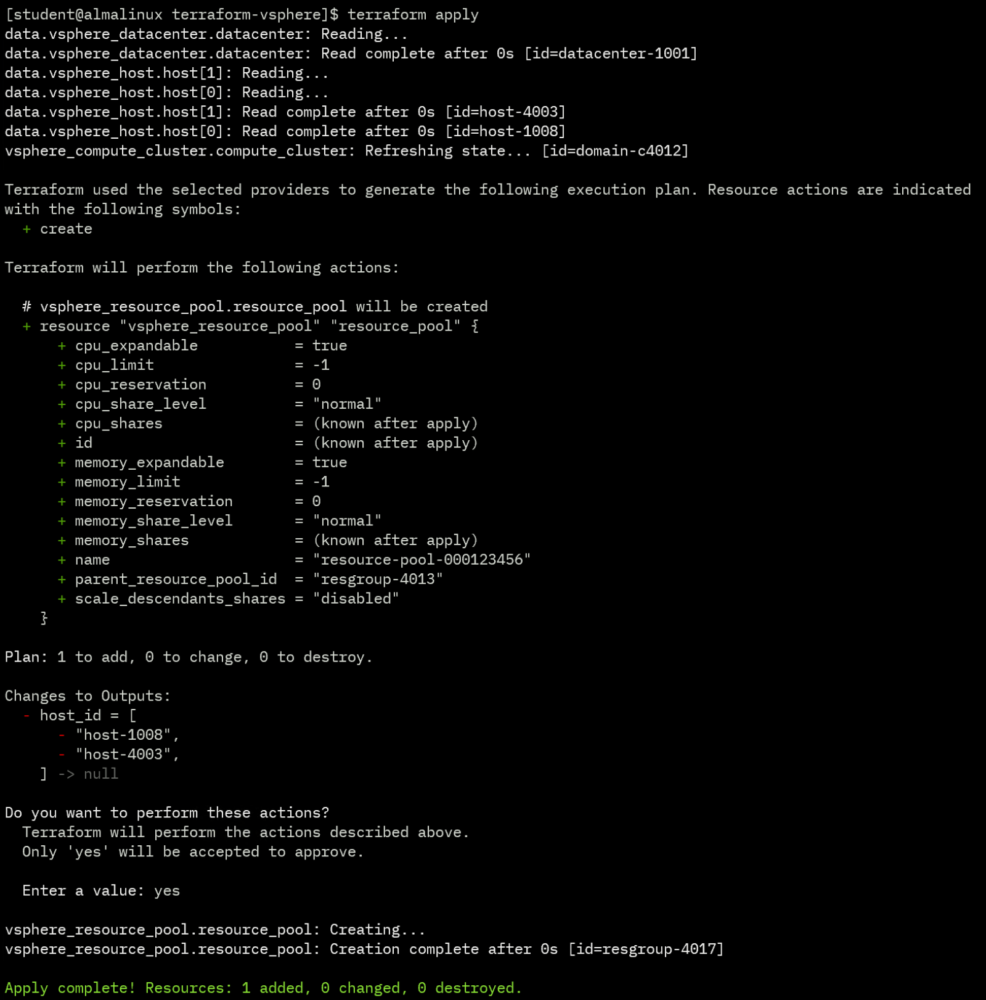 [student@almalinux terraform-vsphere]$ terraform apply
data.vsphere_datacenter.datacenter: Reading...
data.vsphere_datacenter.datacenter: Read complete after 0s [id=datacenter-1001]
data.vsphere_host.host[1]: Reading...
data.vsphere_host.host[0]: Reading...
data.vsphere_host.host[1]: Read complete after 0s [id=host-4003]
data.vsphere_host.host[0]: Read complete after 0s [id=host-1008]
vsphere_compute_cluster.compute_cluster: Refreshing state... [id=domain-c4012]

Terraform used the selected providers to generate the following execution plan. Resource actions are indicated
with the following symbols:
  + create

Terraform will perform the following actions:

  # vsphere_resource_pool.resource_pool will be created
  + resource "vsphere_resource_pool" "resource_pool" {
      + cpu_expandable           = true
      + cpu_limit                = -1
      + cpu_reservation          = 0
      + cpu_share_level          = "normal"
      + cpu_shares               = (known after apply)
      + id                       = (known after apply)
      + memory_expandable        = true
      + memory_limit             = -1
      + memory_reservation       = 0
      + memory_share_level       = "normal"
      + memory_shares            = (known after apply)
      + name                     = "resource-pool-000123456"
      + parent_resource_pool_id  = "resgroup-4013"
      + scale_descendants_shares = "disabled"
    }

Plan: 1 to add, 0 to change, 0 to destroy.

Changes to Outputs:
  - host_id = [
      - "host-1008",
      - "host-4003",
    ] -> null

Do you want to perform these actions?
  Terraform will perform the actions described above.
  Only 'yes' will be accepted to approve.

  Enter a value: yes

vsphere_resource_pool.resource_pool: Creating...
vsphere_resource_pool.resource_pool: Creation complete after 0s [id=resgroup-4017]

Apply complete! Resources: 1 added, 0 changed, 0 destroyed.